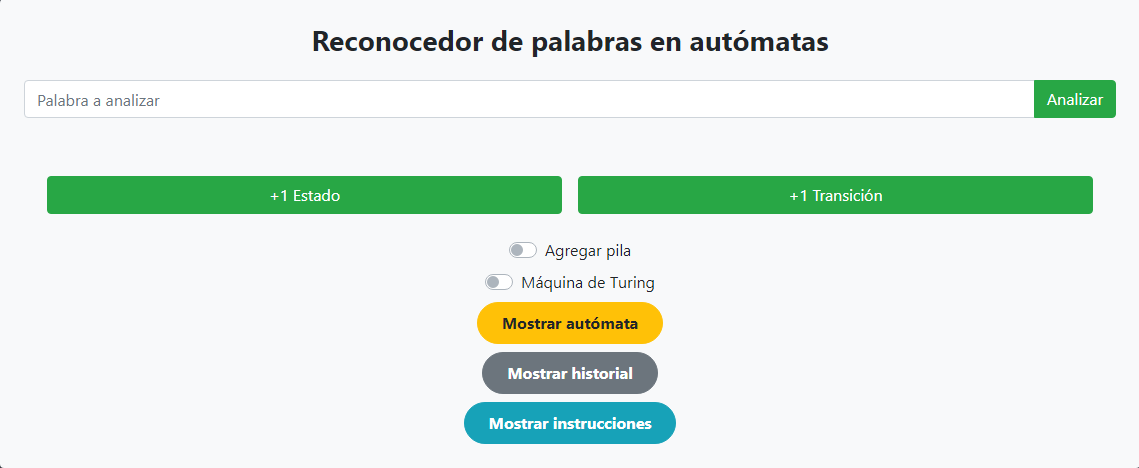 Reconocedor de palabras en autómatas
Palabra a analizar Analizar
+1 Estado +1 Transición
Agregar pila
Máquina de Turing
Mostrar autómata
Mostrar historial
Mostrar instrucciones